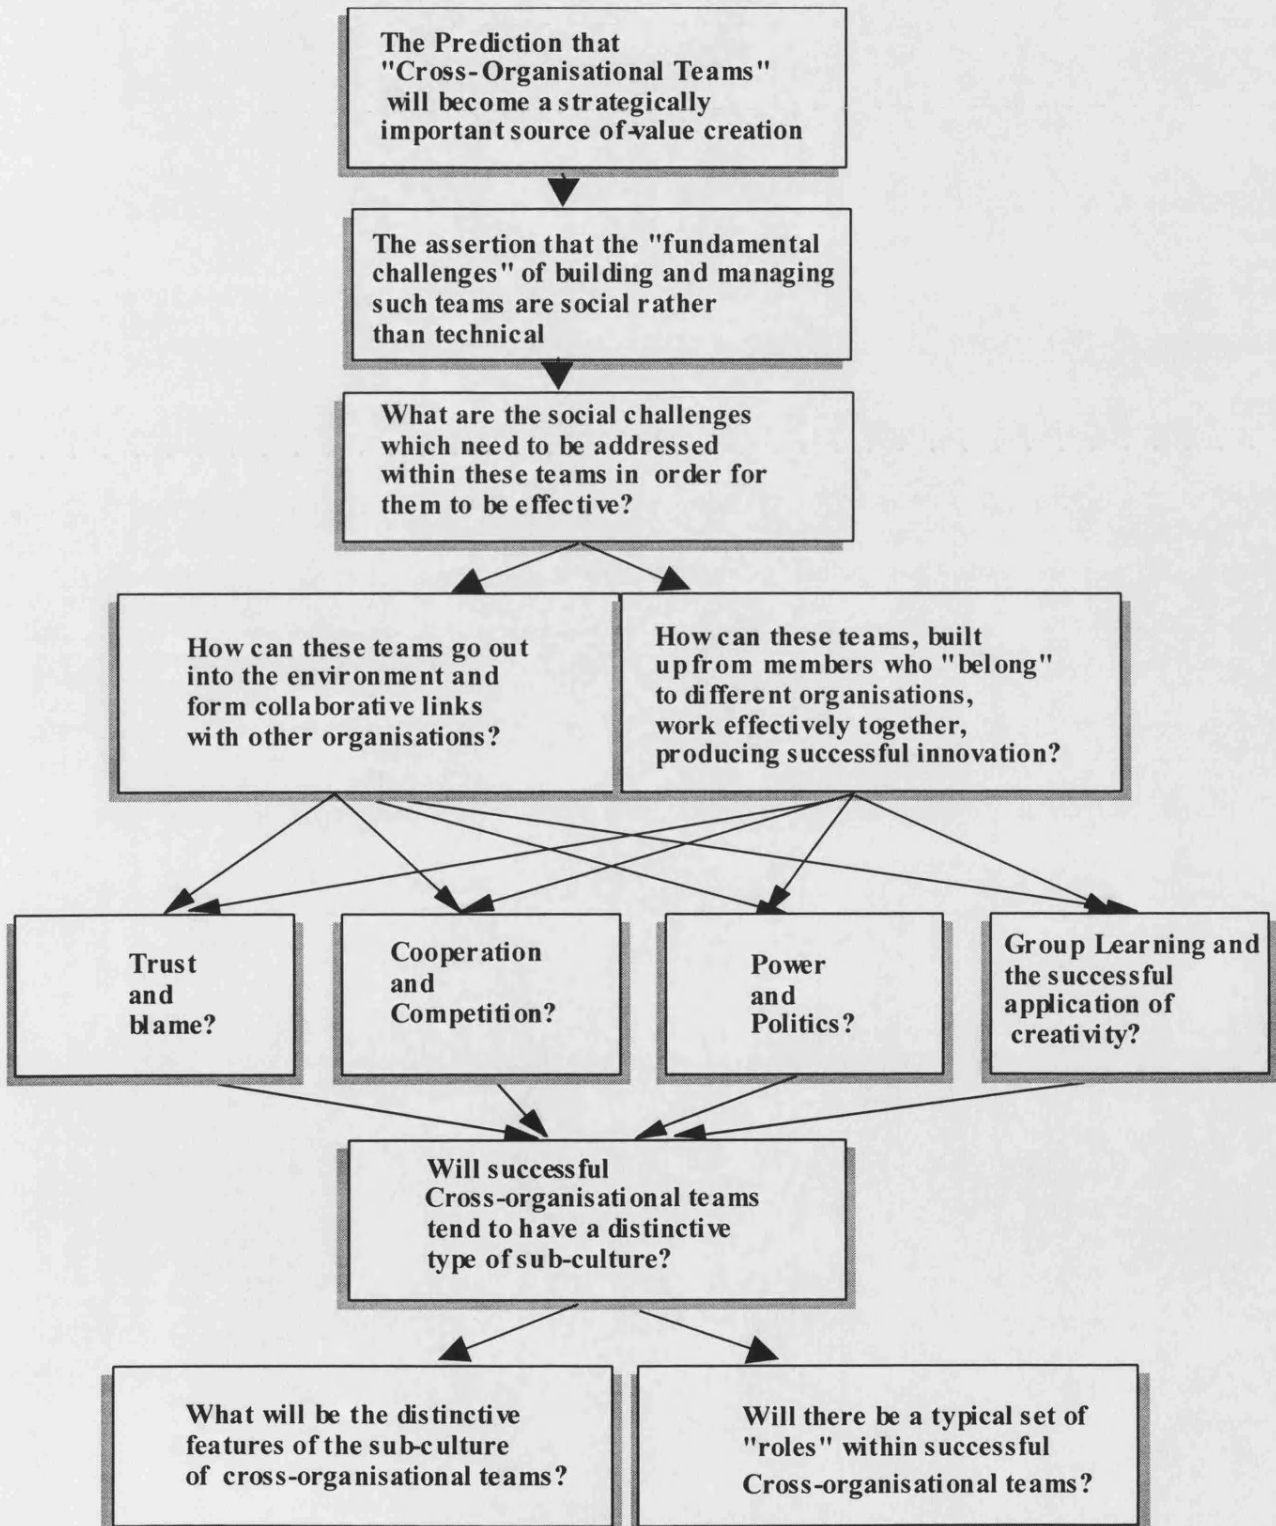 The Prediction that
"Cross-Organisational Teams"
will become a strategically
important source of-value creation
The assertion that the "fundamental
challenges" of building and managing
such teams are social rather
than technical
What are the social challenges
which need to be addressed
within these teams in order for
them to be effective?
How can these teams go out
into the environment and
form collaborative links
with other organisations?
How can these teams, built
up from members who "belong"
to different organisations,
work effectively together,
producing successful innovation?
Trust
and
blame?
Cooperation
and
Competition?
Power
and
Politics?
Group Learning and
the successful
application of
creativity?
Will successful
Cross-organisational teams
tend to have a distinctive
type of sub-culture?
What will be the distinctive
features of the sub-culture
of cross-organisational teams?
Will there be a typical set of
"roles" within successful
Cross-organisational teams?